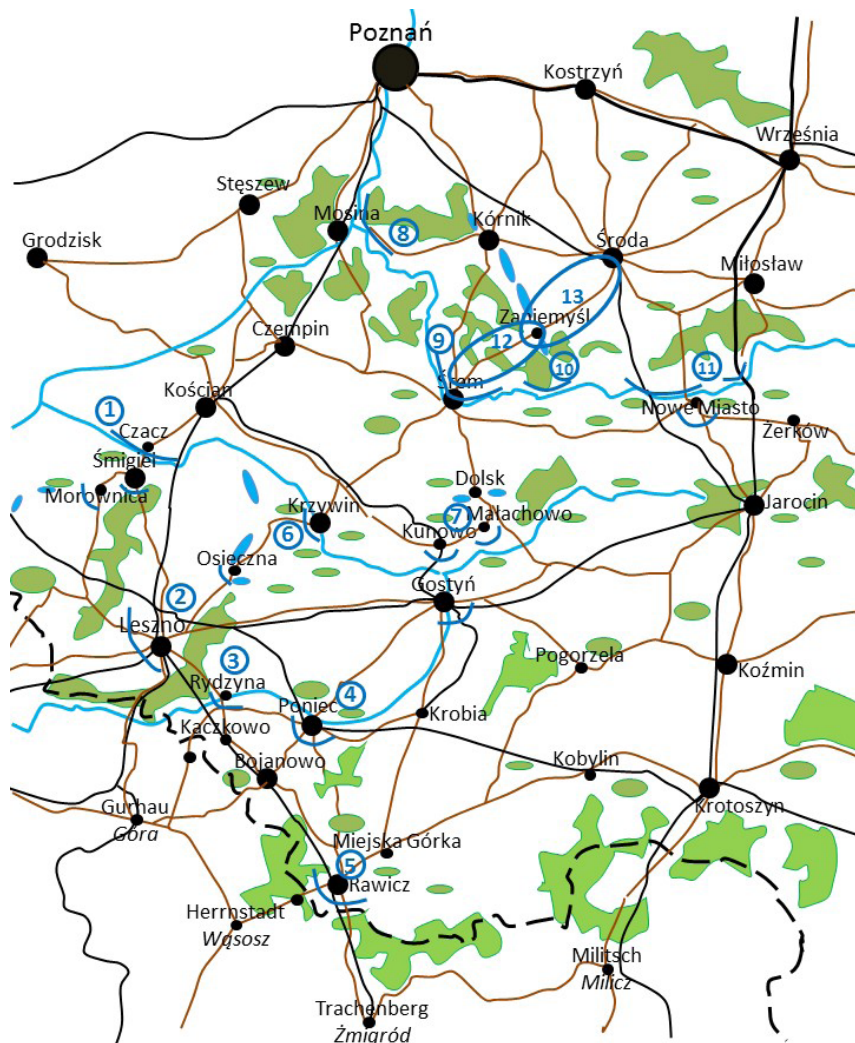 Poznań
Kostrzyń
Września
Stęszew
Mosina
8
Kórnik
Grodzisk
Środa
Miłosław
13
Zaniemyśl
Czempin
9
12
10
11
Kościan
Śrem
Nowe Miasto
1
Czacz
Żerków
Śmigiel
Dolsk
Morownica
Krzywin
7
Małachowo
Jarocin
6
Kunowo
Osieczna
Gostyń
2
Leszno
3
Pogorzela
Koźmin
Rydzyna
4
Poniec
Krobia
Kaczkowo
Bojanowo
Kobylin
Gurhau
Góra
Krotoszyn
Miejska Górka
5
Rawicz
Herrnstadt
Wąsosz
Militsch
Milicz
Trachenberg
Żmigród